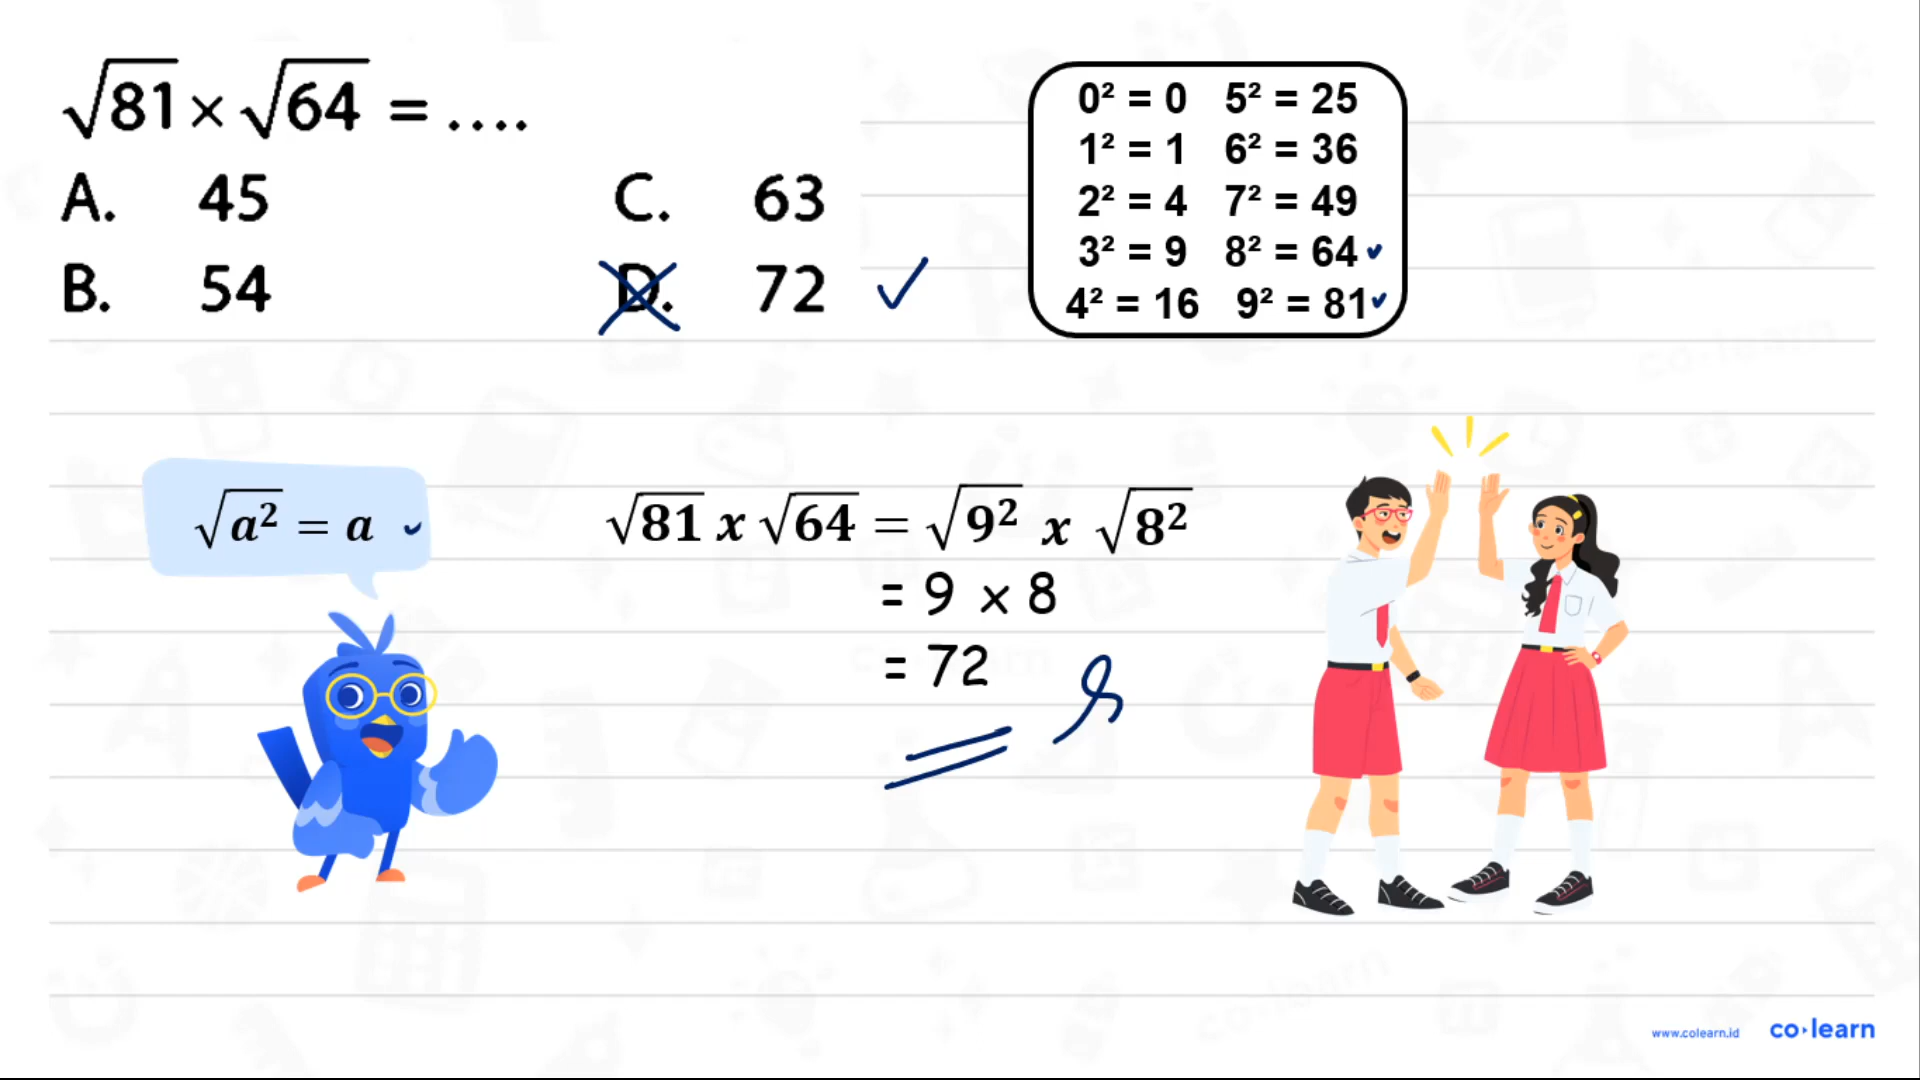 √81 × √64 = ....
A. 45
B. 54
C. 63
D. 72
0² = 0 5² = 25
1² = 1 6² = 36
2² = 4 7² = 49
3² = 9 8² = 64
4² = 16 9² = 81
√a² = a
√81 x √64 = √9² x √8²
= 9 x 8
= 72
www.colearn.id co learn